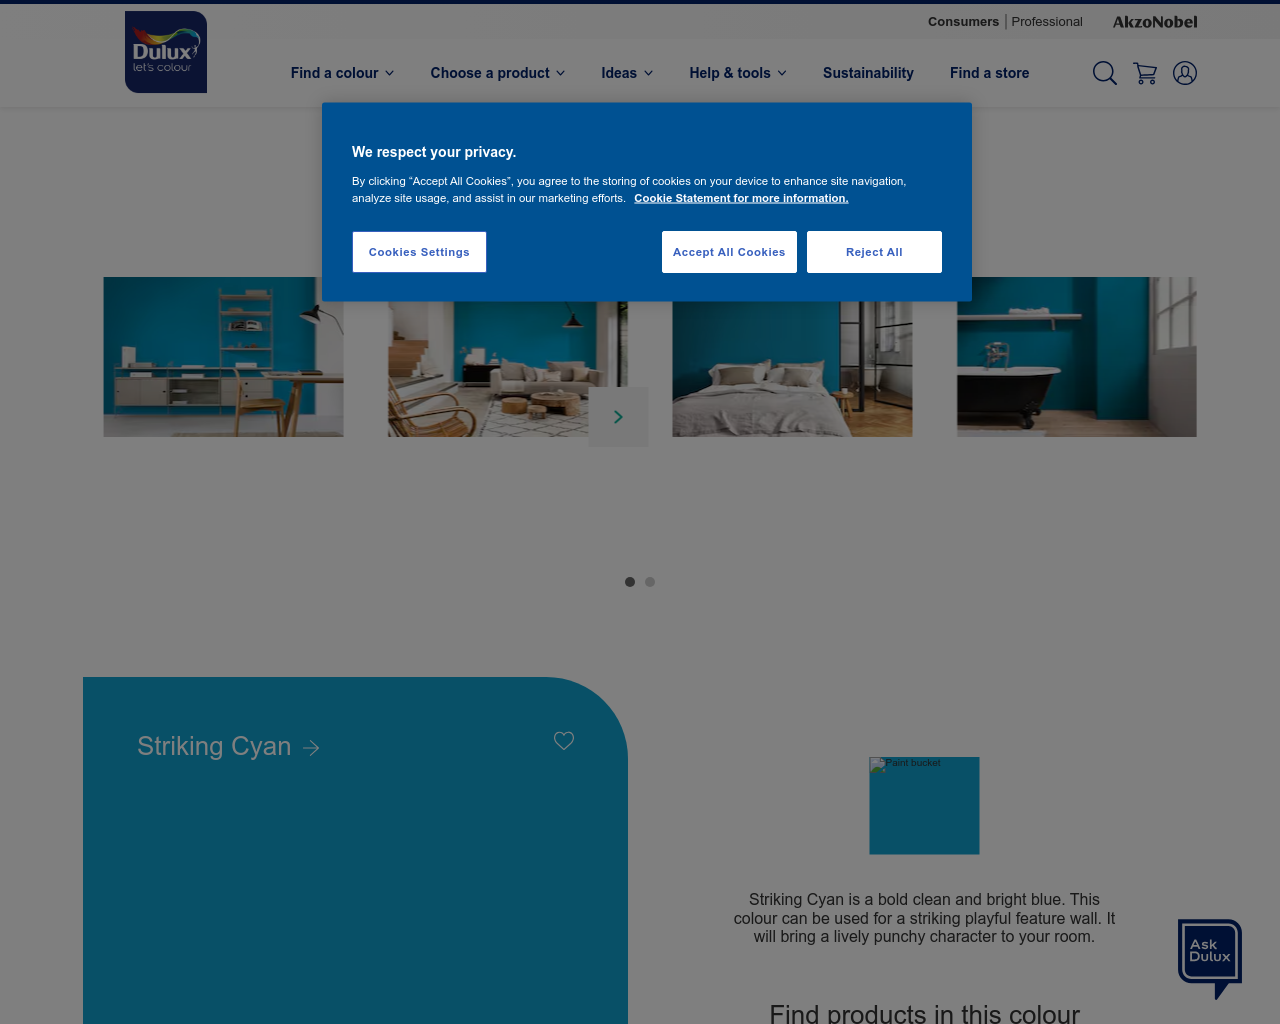 Consumers
Professional
AkzoNobel
Dulux
let's colour
Find a colour
Choose a product
Ideas
Help & tools
Sustainability
Find a store
We respect your privacy.
By clicking “Accept All Cookies”, you agree to the storing of cookies on your device to enhance site navigation,
analyze site usage, and assist in our marketing efforts. Cookie Statement for more information.
Cookies Settings
Accept All Cookies
Reject All
Striking Cyan
Paint bucket
Striking Cyan is a bold clean and bright blue. This
colour can be used for a striking playful feature wall. It
will bring a lively punchy character to your room.
Ask
Dulux
Find products in this colour